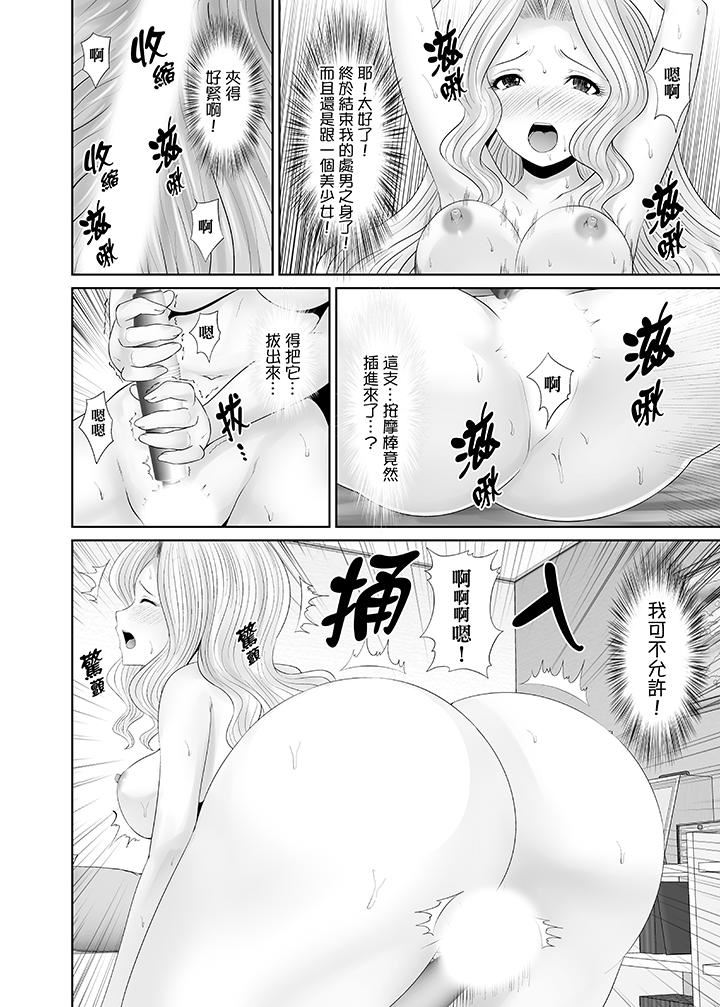 嗯啊
滋啾
滋啾
耶！太好了！
終於結束我的處男之身了！
而且還是跟一個美少女！
滋啾
夾得
好緊啊！
收縮
啊
收縮
啊
滋啾
滋啾
滋啾
滋啾
啊
這支…按摩棒竟然
插進來了…？
得把它…
拔出來…
嗯
拔…
嗯嗯
我可不允許！
入
啊啊啊嗯！
捅
驚顫
驚顫